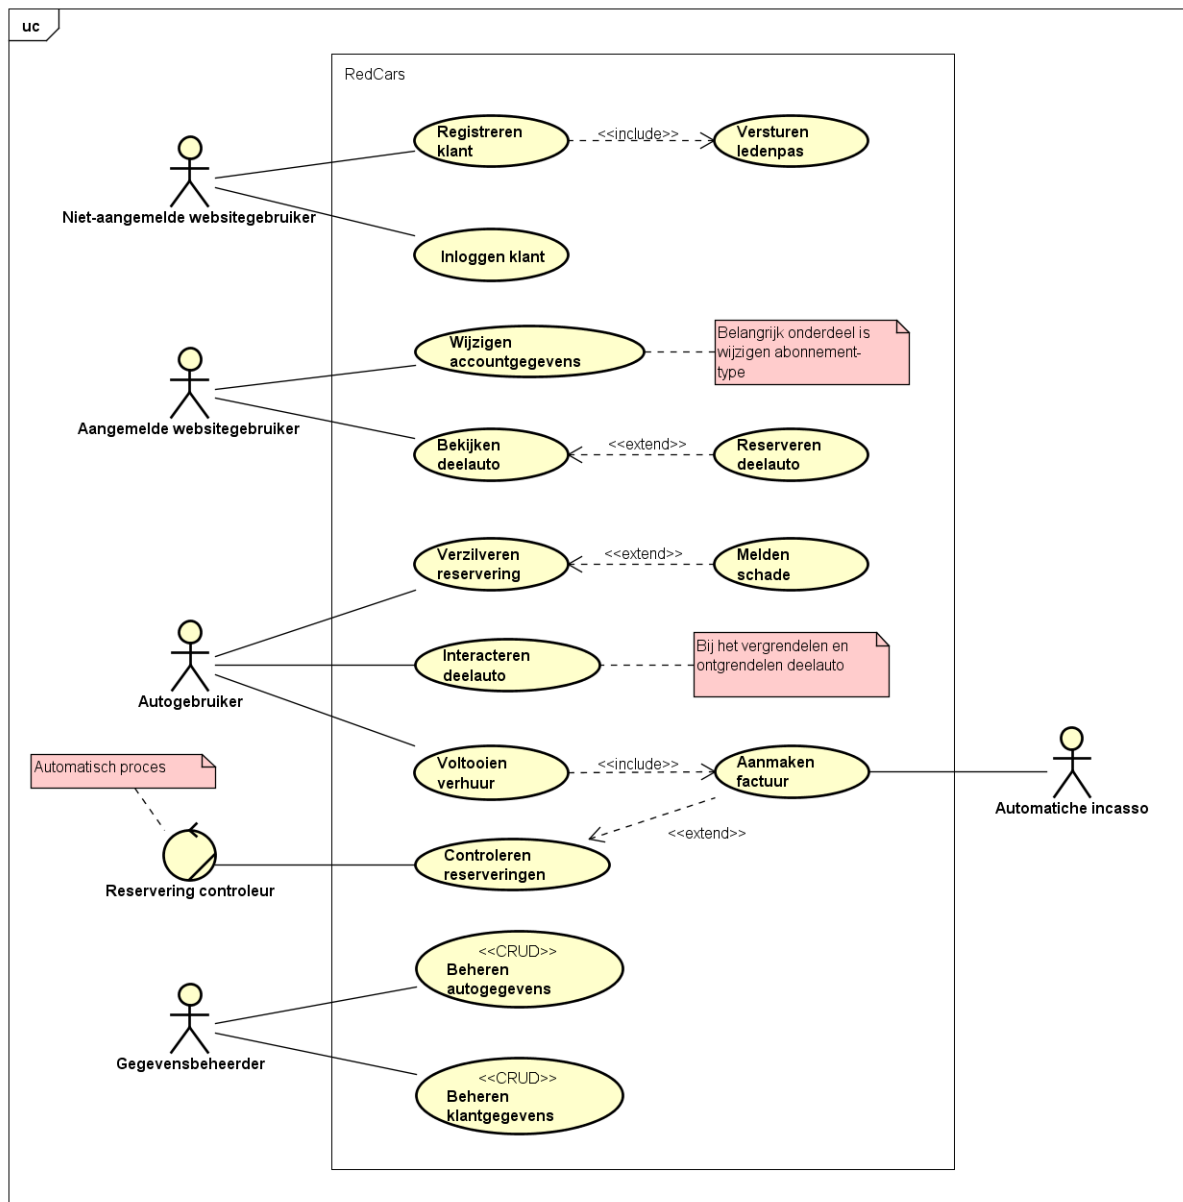 uc
RedCars
Registreren
klant
<<include>>
Versturen
ledenpas
Niet-aangemelde websitegebruiker
Inloggen klant
Wijzigen
accountgegevens
Belangrijk onderdeel is
wijzigen abonnement-
type
Aangemelde websitegebruiker
Bekijken
deelauto
<<extend>>
Reserveren
deelauto
Verzilveren
reservering
<<extend>>
Melden
schade
Autogebruiker
Interacteren
deelauto
Bij het vergrendelen en
ontgrendelen deelauto
Voltooien
verhuur
<<include>>
Aanmaken
factuur
Automatiche incasso
Automatisch proces
<<extend>>
Reservering controleur
Controleren
reserveringen
<<CRUD>>
Beheren
autogegevens
Gegevensbeheerder
<<CRUD>>
Beheren
klantgegevens